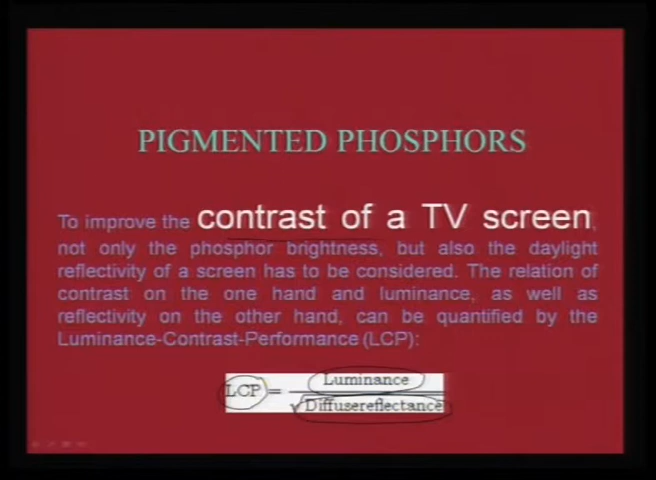 PIGMENTED PHOSPHORS
To improve the contrast of a TV screen,
not only the phosphor brightness, but also the daylight
reflectivity of a screen has to be considered. The relation of
contrast on the one hand and luminance, as well as
reflectivity on the other hand, can be quantified by the
Luminance-Contrast-Performance (LCP):
LCP = Luminance
√Diffusereflectance